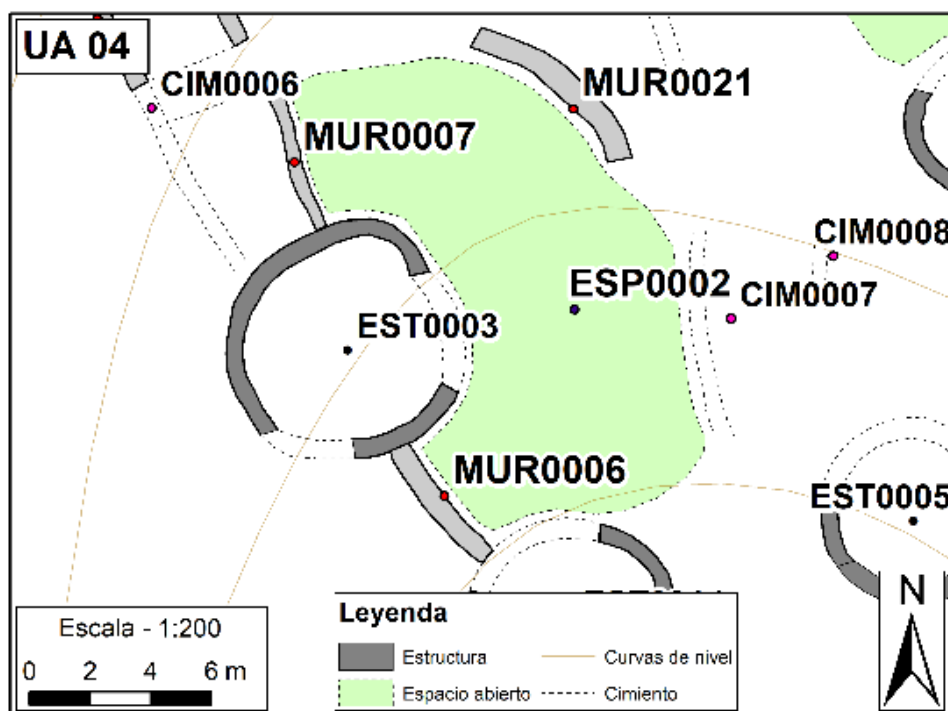 UA 04
CIM0006
MUR0021
MUR0007
CIM0008
ESP0002
CIM0007
EST0003
MUR0006
EST0005
N
Escala - 1:200
0 2 4 6 m
Leyenda
Estructura
Curvas de nivel
Espacio abierto
Cimiento